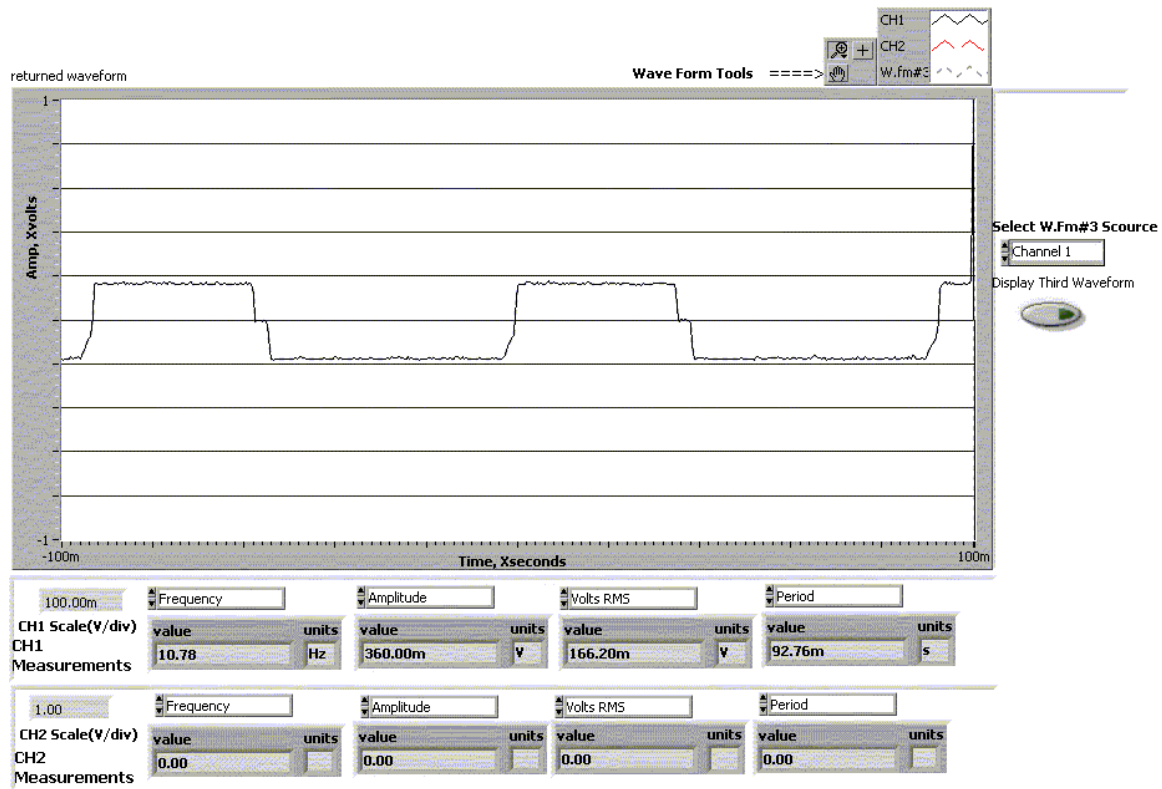 CH1
CH2
W.fm#3
returned waveform
Wave Form Tools ====>
1
Amp, Xvolts
-1
-100m
Time, Xseconds
100m
Select W.Fm#3 Scource
Channel 1
Display Third Waveform
100.00m
Frequency
Amplitude
Volts RMS
Period
CH1 Scale(V/div)
CH1
Measurements
value units
10.78 Hz
value units
360.00m V
value units
166.20m V
value units
92.76m s
1.00
Frequency
Amplitude
Volts RMS
Period
CH2 Scale(V/div)
CH2
Measurements
value units
0.00
value units
0.00
value units
0.00
value units
0.00